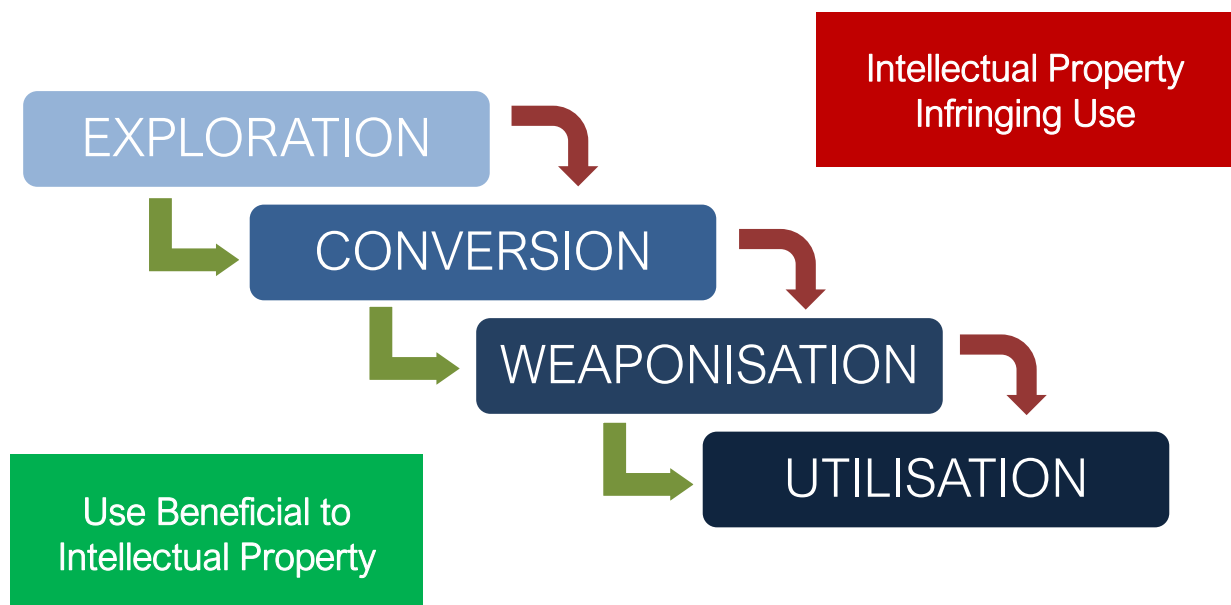 Intellectual Property
Infringing Use
EXPLORATION
CONVERSION
WEAPONISATION
UTILISATION
Use Beneficial to
Intellectual Property